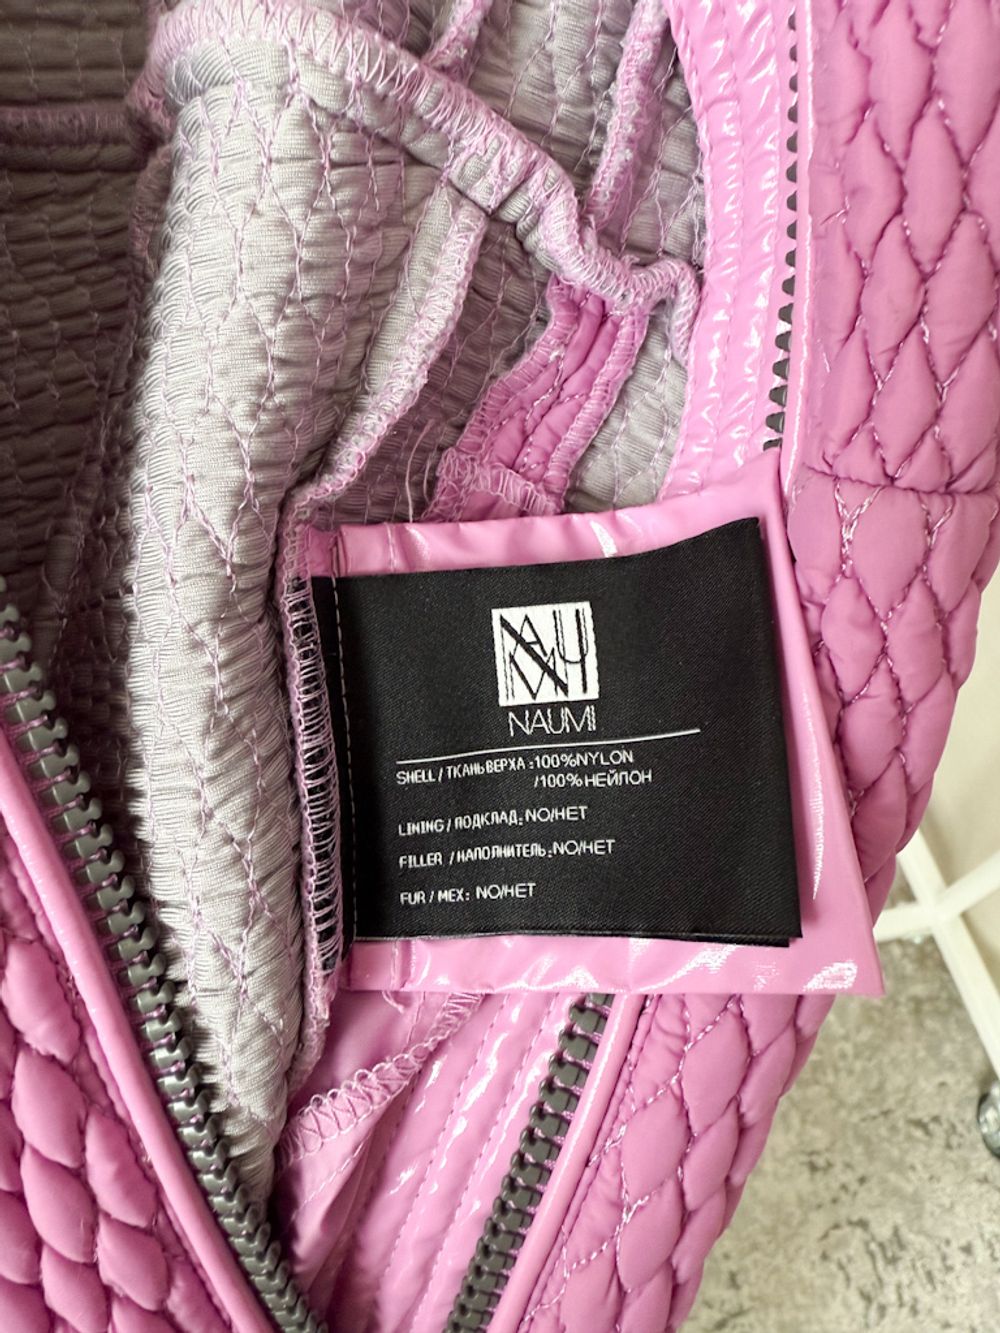 NAUMI
NAUMI
SHELL / ТКАНЬ ВЕРХА : 100%NYLON
/100% НЕЙЛОН
LINING / ПОДКЛАД: NO/НЕТ
FILLER / НАПОЛНИТЕЛЬ: NO/НЕТ
FUR / МЕХ: NO/НЕТ